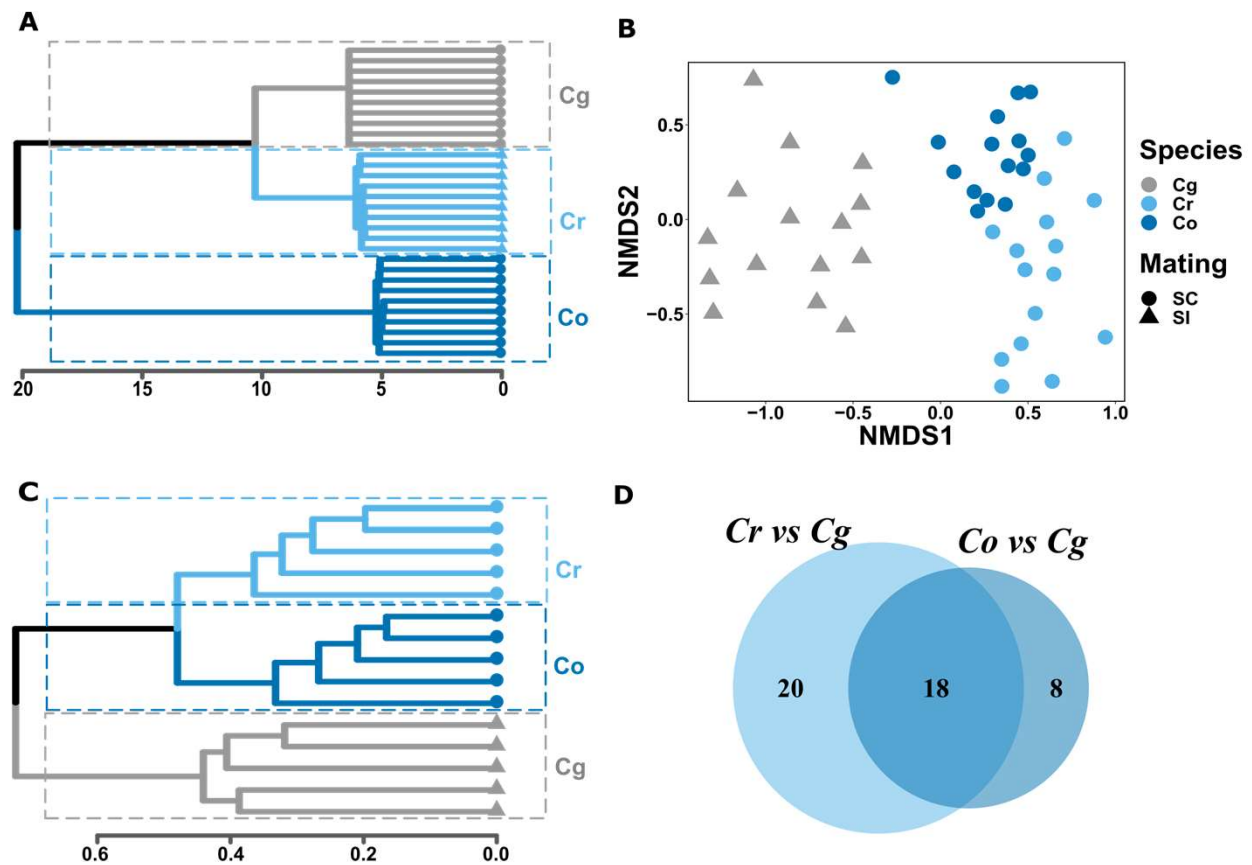 A
Cg
Cr
Co
20 15 10 5 0
B
0.5
0.0
−0.5
NMDS2
−1.0 −0.5 0.0 0.5 1.0
NMDS1
Species
Cg
Cr
Co
Mating
SC
SI
C
Cr
Co
Cg
0.6 0.4 0.2 0.0
D
Cr vs Cg
Co vs Cg
20 18 8